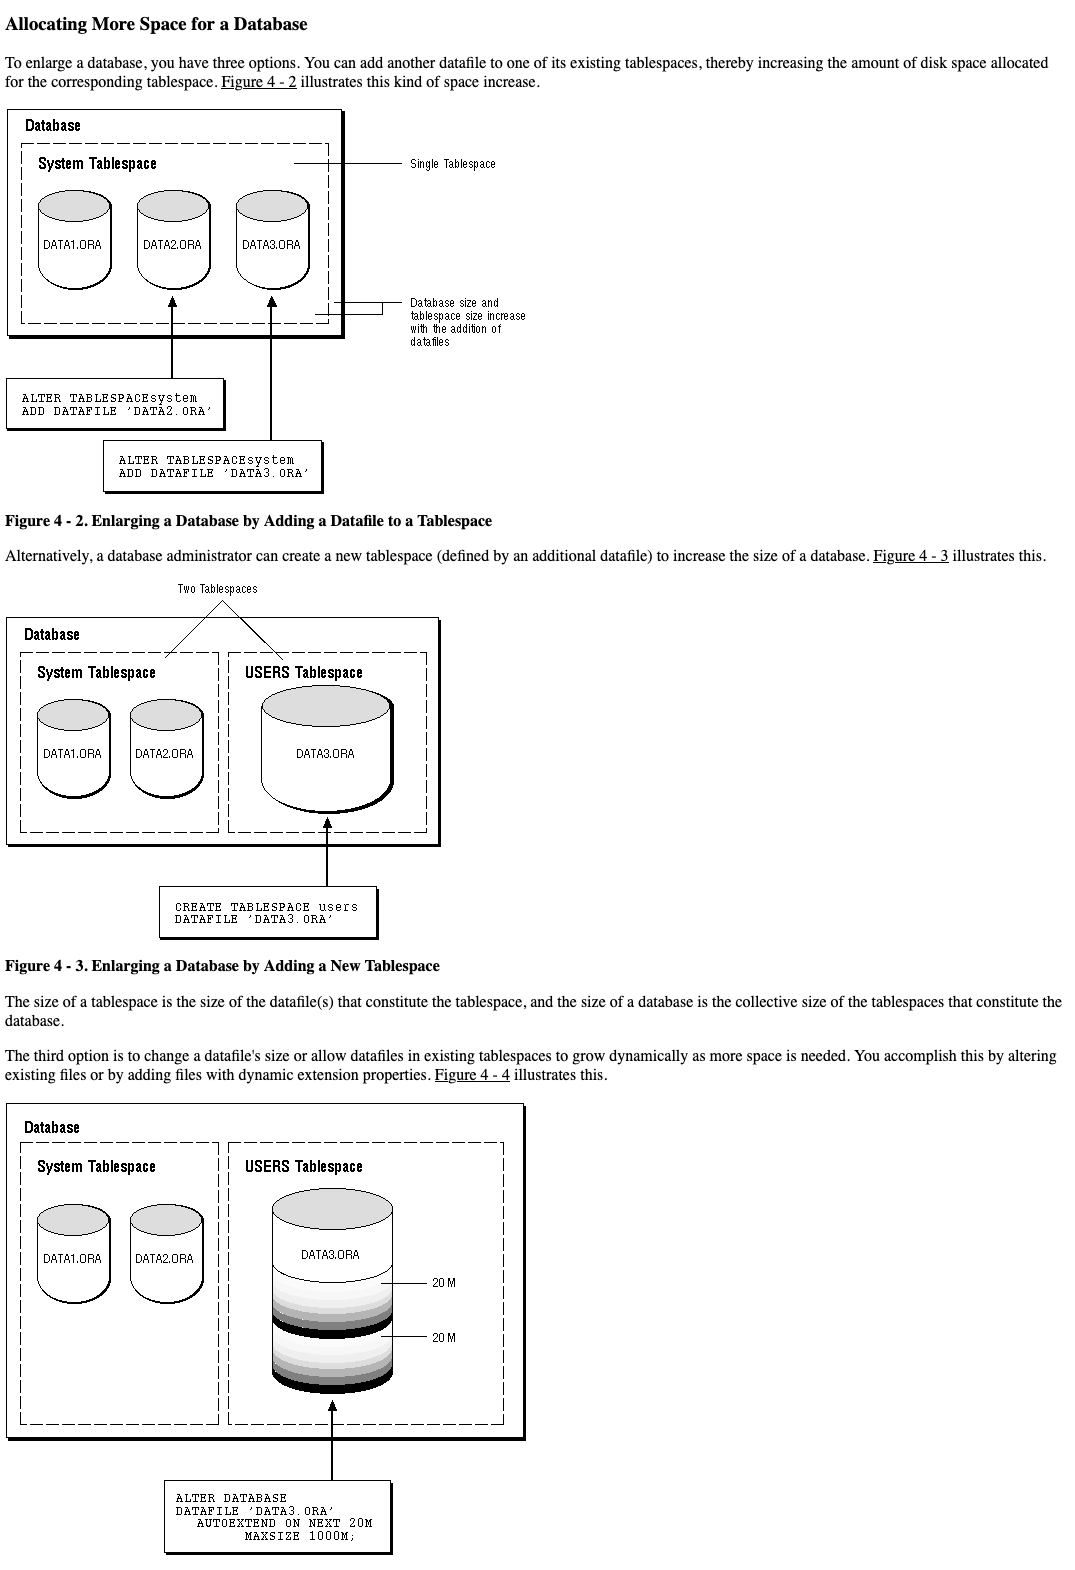 Allocating More Space for a Database
To enlarge a database, you have three options. You can add another datafile to one of its existing tablespaces, thereby increasing the amount of disk space allocated
for the corresponding tablespace. Figure 4 - 2 illustrates this kind of space increase.
Database
System Tablespace
Single Tablespace
DATA1.ORA
DATA2.ORA
DATA3.ORA
Database size and
tablespace size increase
with the addition of
datafiles
ALTER TABLESPACEsystem
ADD DATAFILE 'DATA2.ORA'
ALTER TABLESPACEsystem
ADD DATAFILE 'DATA3.ORA'
Figure 4 - 2. Enlarging a Database by Adding a Datafile to a Tablespace
Alternatively, a database administrator can create a new tablespace (defined by an additional datafile) to increase the size of a database. Figure 4 - 3 illustrates this.
Two Tablespaces
Database
System Tablespace
USERS Tablespace
DATA1.ORA
DATA2.ORA
DATA3.ORA
CREATE TABLESPACE users
DATAFILE 'DATA3.ORA'
Figure 4 - 3. Enlarging a Database by Adding a New Tablespace
The size of a tablespace is the size of the datafile(s) that constitute the tablespace, and the size of a database is the collective size of the tablespaces that constitute the
database.
The third option is to change a datafile's size or allow datafiles in existing tablespaces to grow dynamically as more space is needed. You accomplish this by altering
existing files or by adding files with dynamic extension properties. Figure 4 - 4 illustrates this.
Database
System Tablespace
USERS Tablespace
DATA1.ORA
DATA2.ORA
DATA3.ORA
20 M
20 M
ALTER DATABASE
DATAFILE 'DATA3.ORA'
AUTOEXTEND ON NEXT 20M
MAXSIZE 1000M;